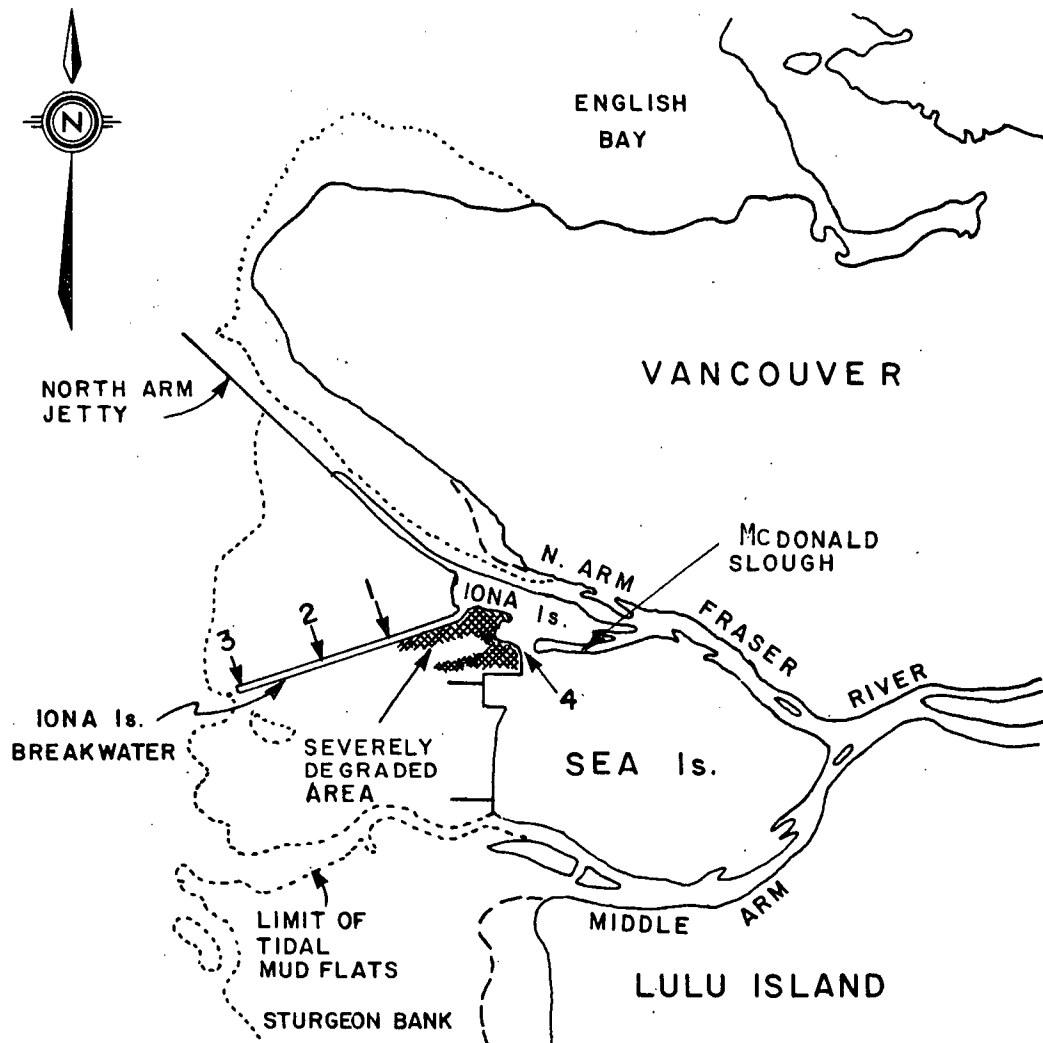 N
ENGLISH
BAY
VANCOUVER
NORTH ARM
JETTY
McDONALD
SLOUGH
N. ARM
FRASER
RIVER
IONA Is.
1
2
3
4
IONA Is.
BREAKWATER
SEVERELY
DEGRADED
AREA
SEA Is.
LIMIT OF
TIDAL
MUD FLATS
MIDDLE ARM
LULU ISLAND
STURGEON BANK